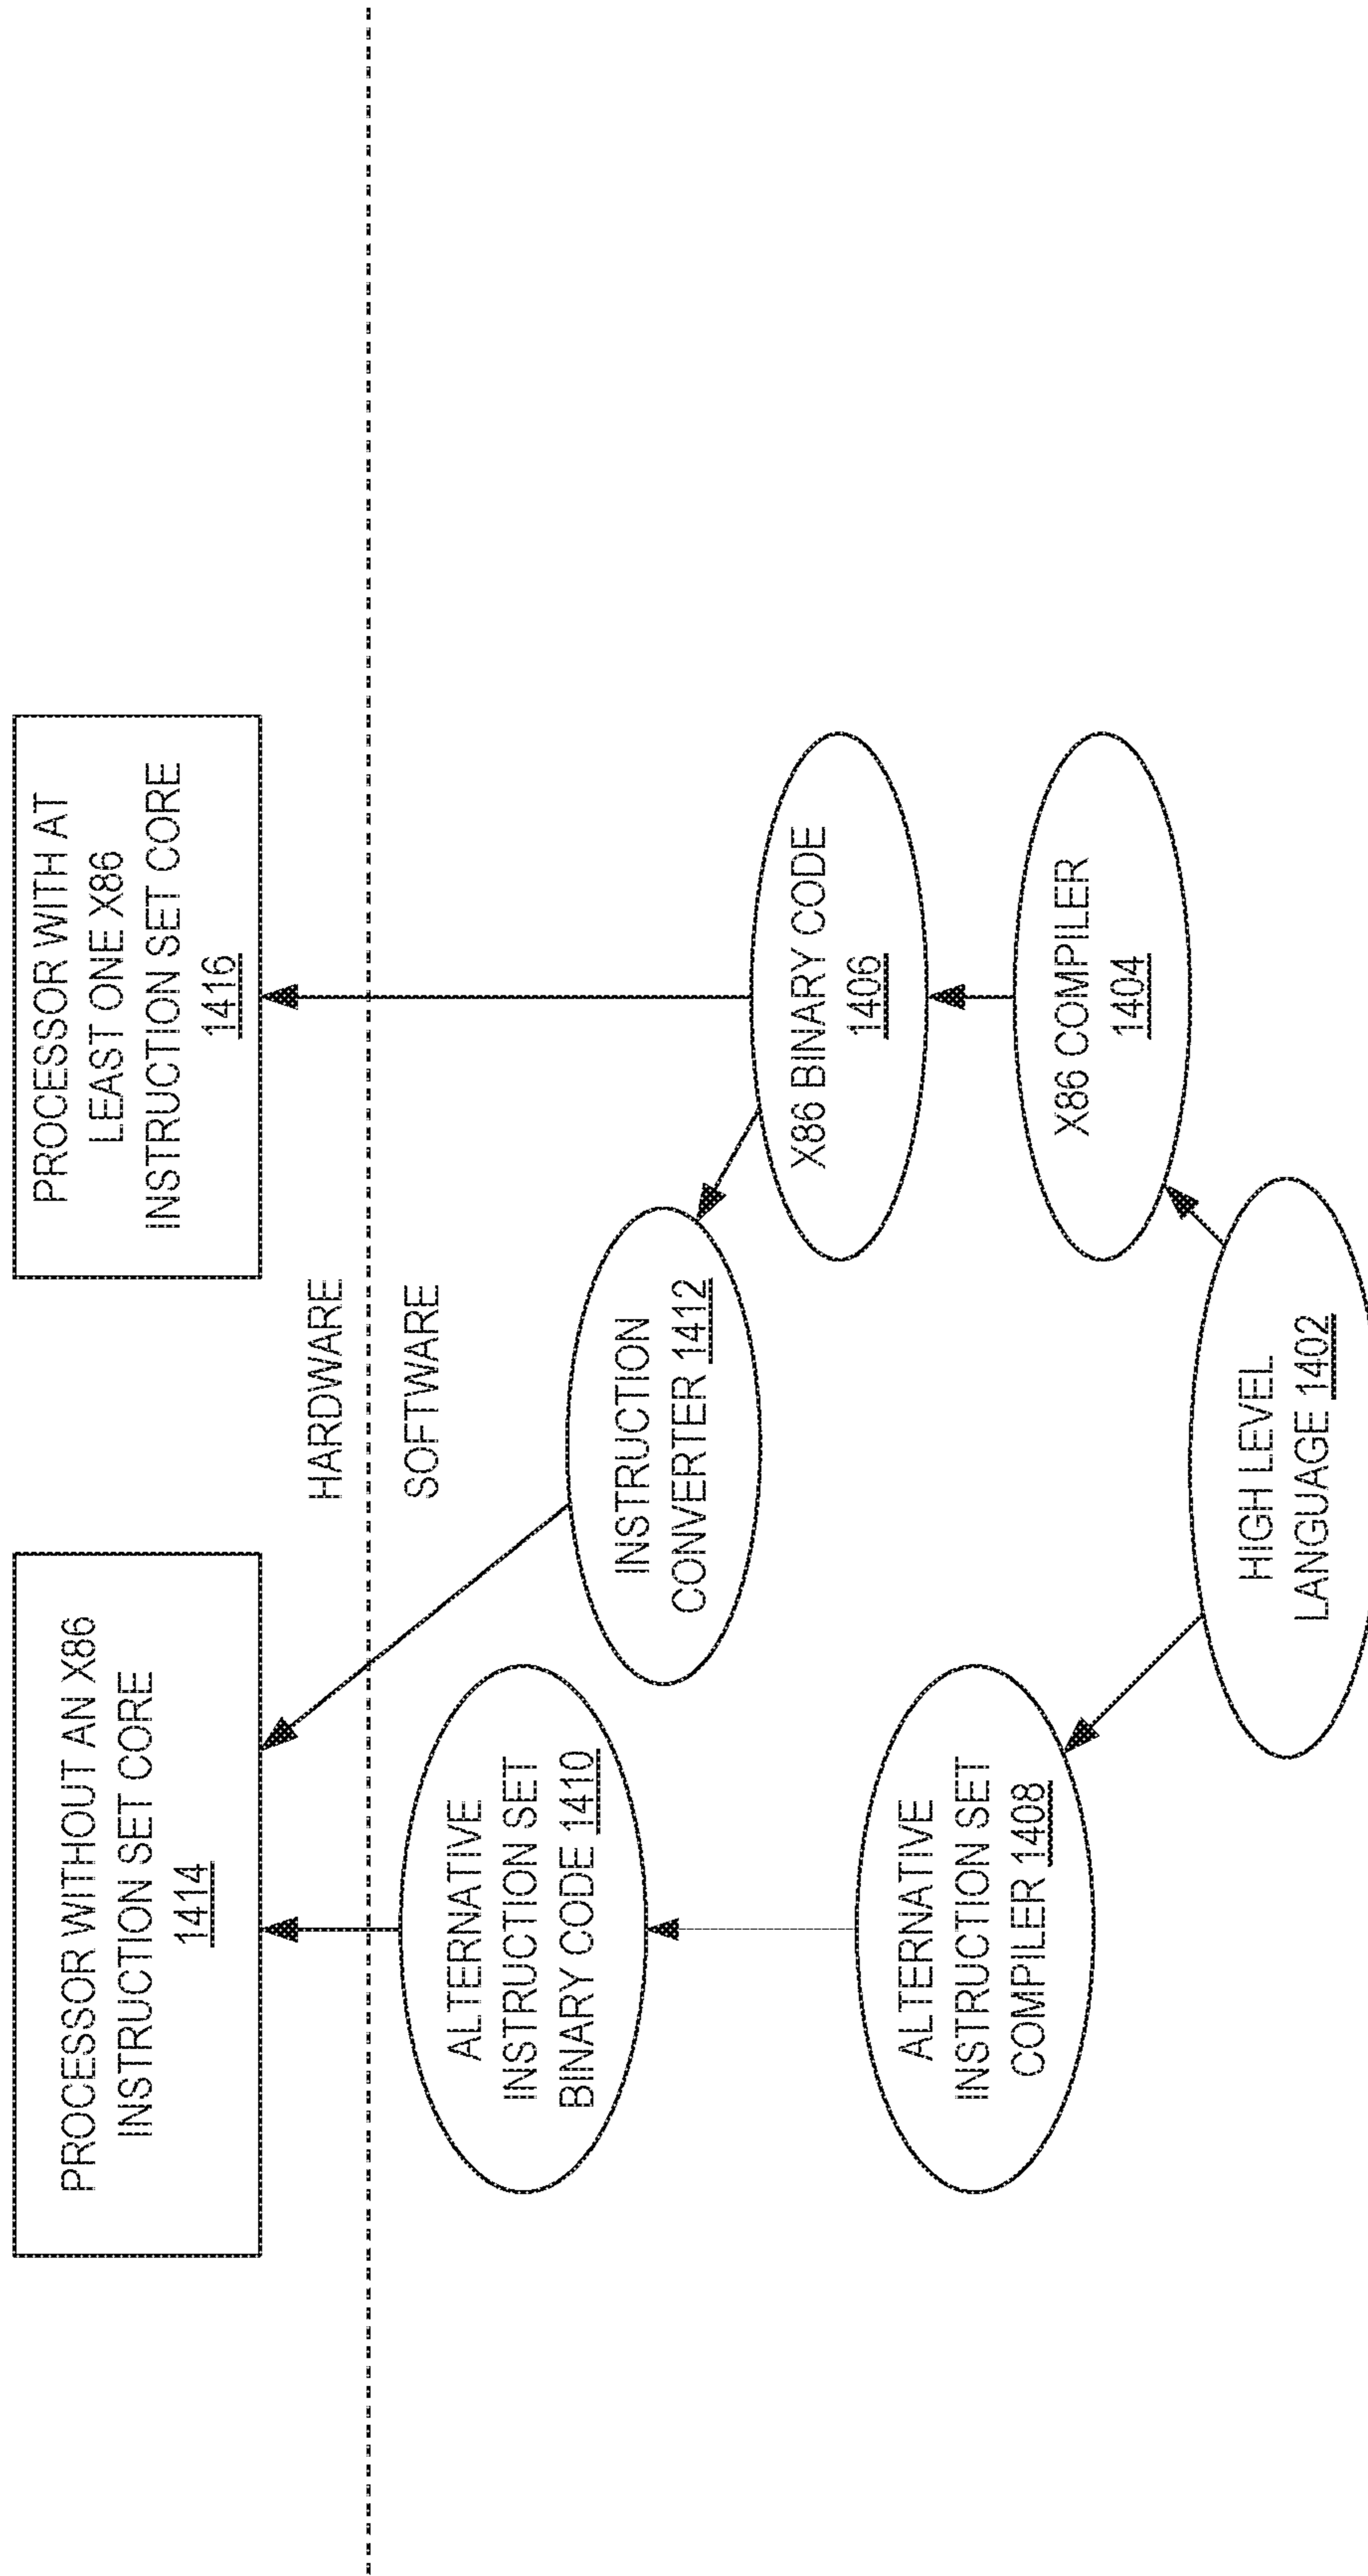 PROCESSOR WITHOUT AN X86
INSTRUCTION SET CORE
1414
PROCESSOR WITH AT
LEAST ONE X86
INSTRUCTION SET CORE
1416
HARDWARE
SOFTWARE
ALTERNATIVE
INSTRUCTION SET
BINARY CODE 1410
INSTRUCTION
CONVERTER 1412
X86 BINARY CODE
1406
ALTERNATIVE
INSTRUCTION SET
COMPILER 1408
X86 COMPILER
1404
HIGH LEVEL
LANGUAGE 1402